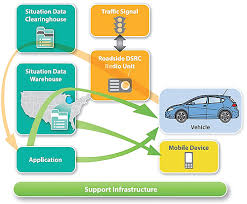 Situation Data
Clearinghouse
Traffic Signal
Roadside DSRC
Radio Unit
Situation Data
Warehouse
Vehicle
Mobile Device
Application
Support Infrastructure